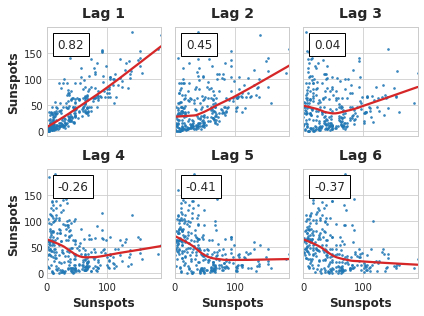 Lag 1 Lag 2 Lag 3
0.82 0.45 0.04
150
100
50
0
Sunspots
Lag 4 Lag 5 Lag 6
-0.26 -0.41 -0.37
150
100
50
0
Sunspots
0 100 0 100 0 100
Sunspots Sunspots Sunspots